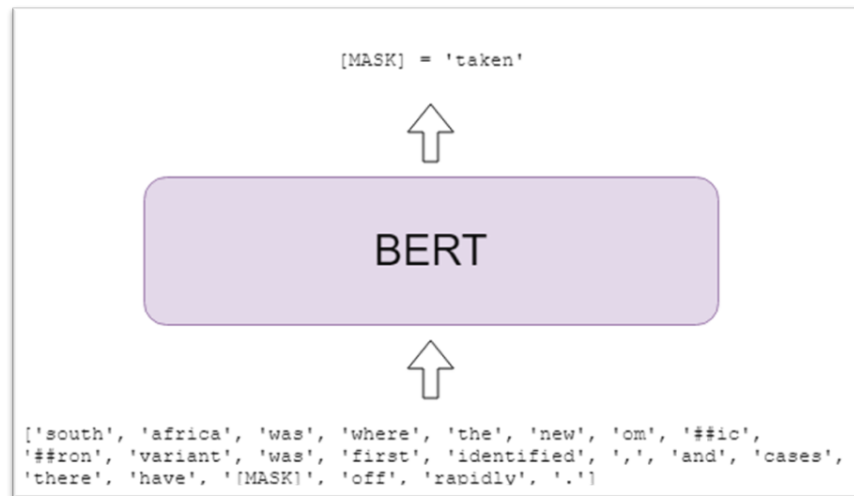 [MASK] = 'taken'
BERT
['south', 'africa', 'was', 'where', 'the', 'new', 'om', '##ic',
'##ron', 'variant', 'was', 'first', 'identified', ',', 'and', 'cases',
'there', 'have', '[MASK]', 'off', 'rapidly', '.']